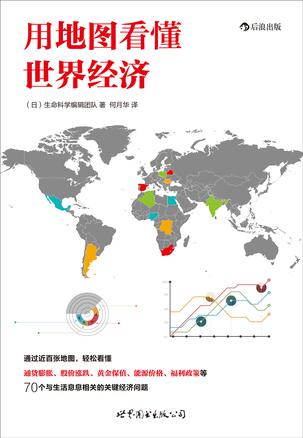 后浪出版
用地图看懂
世界经济
（日）生命科学编辑团队 著 何月华 译
通过近百张地图，轻松看懂
通货膨胀、股价涨跌、黄金保值、能源价格、福利政策等
70个与生活息息相关的关键经济问题
世界图书出版公司